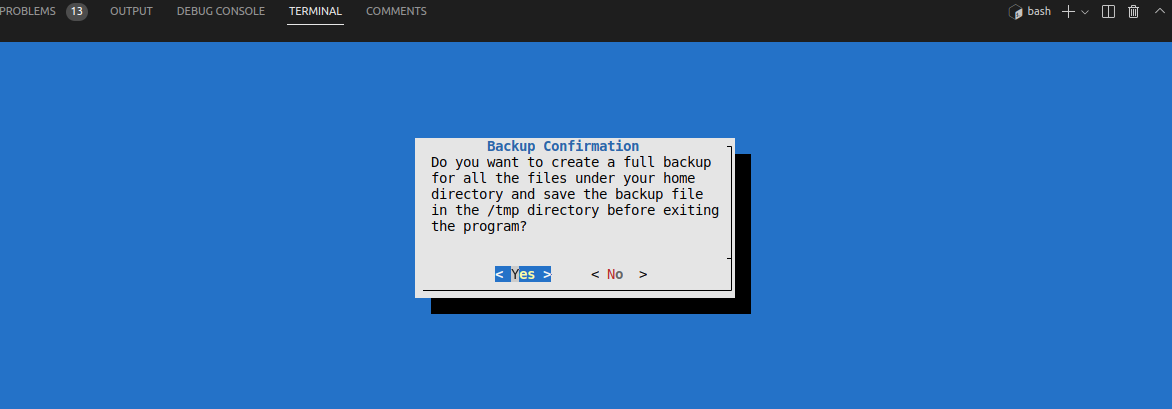 PROBLEMS 13 OUTPUT DEBUG CONSOLE TERMINAL COMMENTS bash
Backup Confirmation
Do you want to create a full backup
for all the files under your home
directory and save the backup file
in the /tmp directory before exiting
the program?
< Yes > < No >